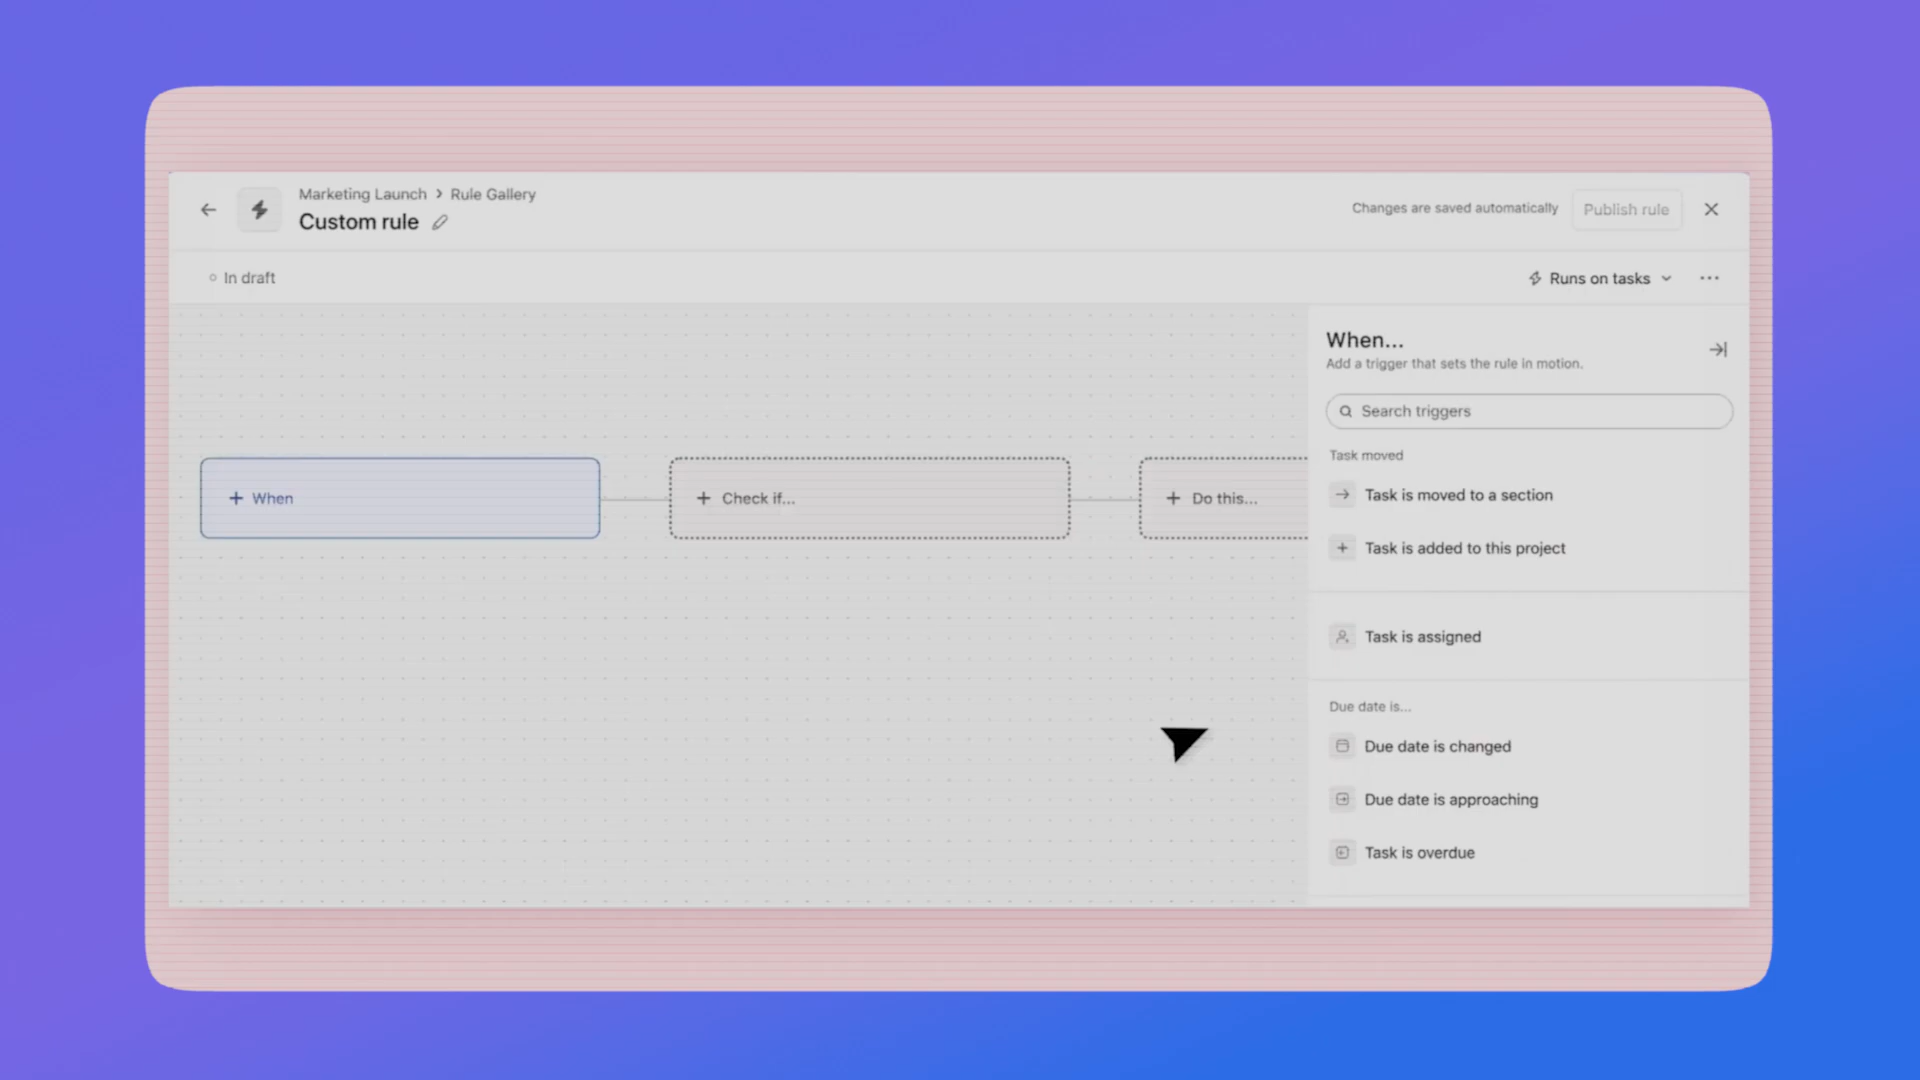 Marketing Launch > Rule Gallery
Custom rule
Changes are saved automatically
Publish rule
In draft
Runs on tasks
+ When
+ Check if...
+ Do this...
When...
Add a trigger that sets the rule in motion.
Search triggers
Task moved
Task is moved to a section
Task is added to this project
Task is assigned
Due date is...
Due date is changed
Due date is approaching
Task is overdue